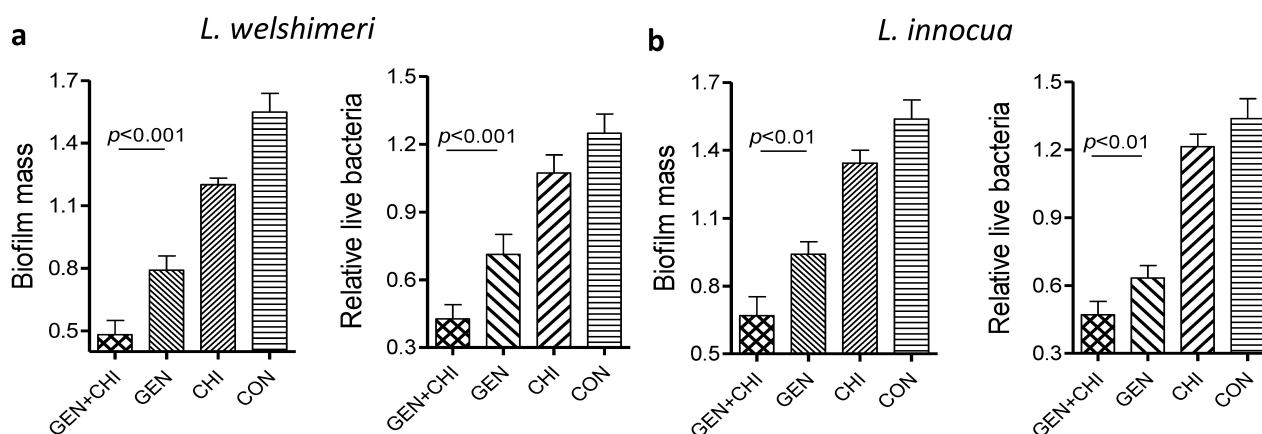 a
L. welshimeri
Biofilm mass
1.7
1.4
1.1
0.8
0.5
p<0.001
GEN+CHI
GEN
CHI
CON
Relative live bacteria
1.5
1.2
0.9
0.6
0.3
p<0.001
GEN+CHI
GEN
CHI
CON
b
L. innocua
Biofilm mass
1.7
1.4
1.1
0.8
0.5
p<0.01
GEN+CHI
GEN
CHI
CON
Relative live bacteria
1.5
1.2
0.9
0.6
0.3
p<0.01
GEN+CHI
GEN
CHI
CON